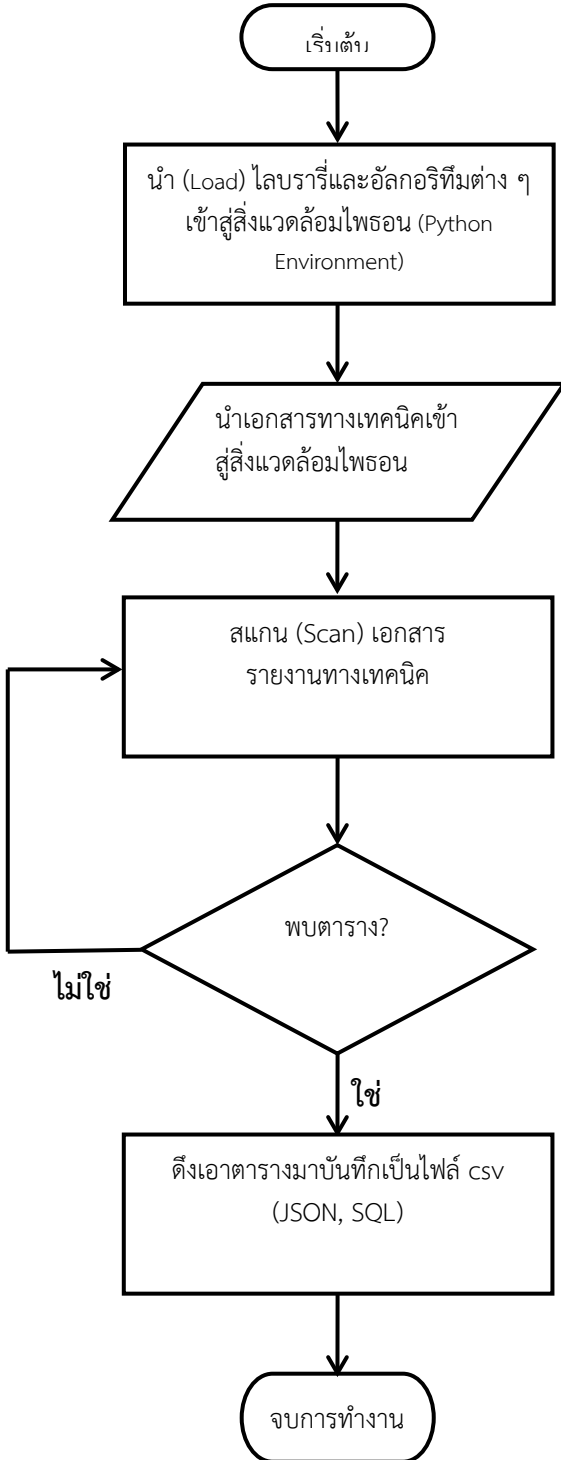 เริ่มต้น
นำ (Load) ไลบรารี่และอัลกอริทึมต่าง ๆ
เข้าสู่สิ่งแวดล้อมไพธอน (Python
Environment)
นำเอกสารทางเทคนิคเข้า
สู่สิ่งแวดล้อมไพธอน
สแกน (Scan) เอกสาร
รายงานทางเทคนิค
พบตาราง?
ไม่ใช่
ใช่
ดึงเอาตารางมาบันทึกเป็นไฟล์ csv
(JSON, SQL)
จบการทำงาน